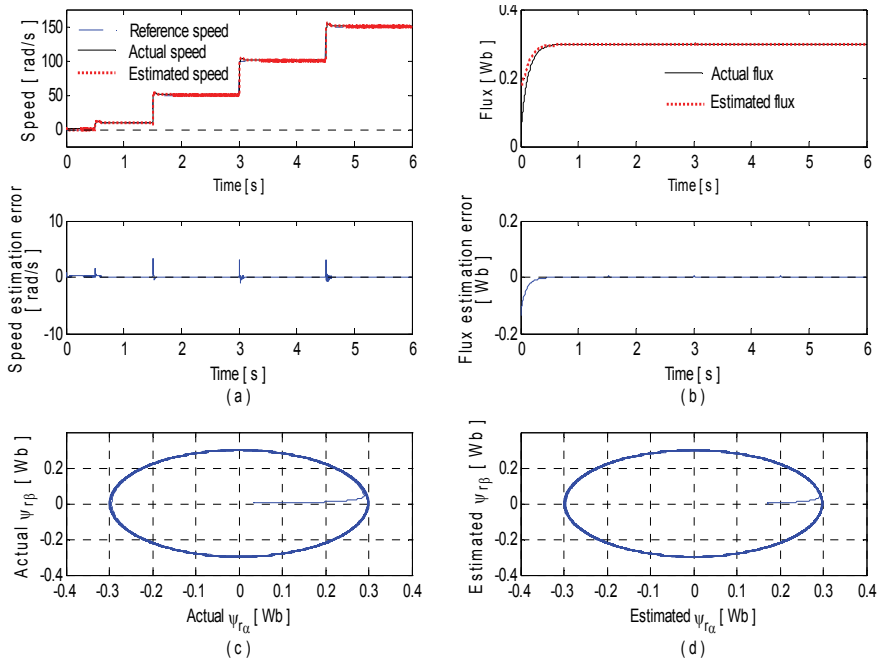 150
100
50
0
Speed [ rad/s]
Reference speed
Actual speed
Estimated speed
0 1 2 3 4 5 6
Time [ s ]
0.4
0.2
0
Flux [ Wb ]
Actual flux
Estimated flux
0 1 2 3 4 5 6
Time [ s ]
10
0
-10
Speed estimation error
[ rad/s]
0 1 2 3 4 5 6
Time [ s ]
( a )
0.2
0
-0.2
Flux estimation error
[ Wb ]
0 1 2 3 4 5 6
Time [ s ]
( b )
0.2
0
-0.2
-0.4
Actual ψrβ [ Wb ]
-0.4 -0.3 -0.2 -0.1 0 0.1 0.2 0.3 0.4
Actual ψrα [ Wb ]
( c )
0.2
0
-0.2
-0.4
Estimated ψrβ [ Wb ]
-0.4 -0.3 -0.2 -0.1 0 0.1 0.2 0.3 0.4
Estimated ψrα [ Wb ]
( d )